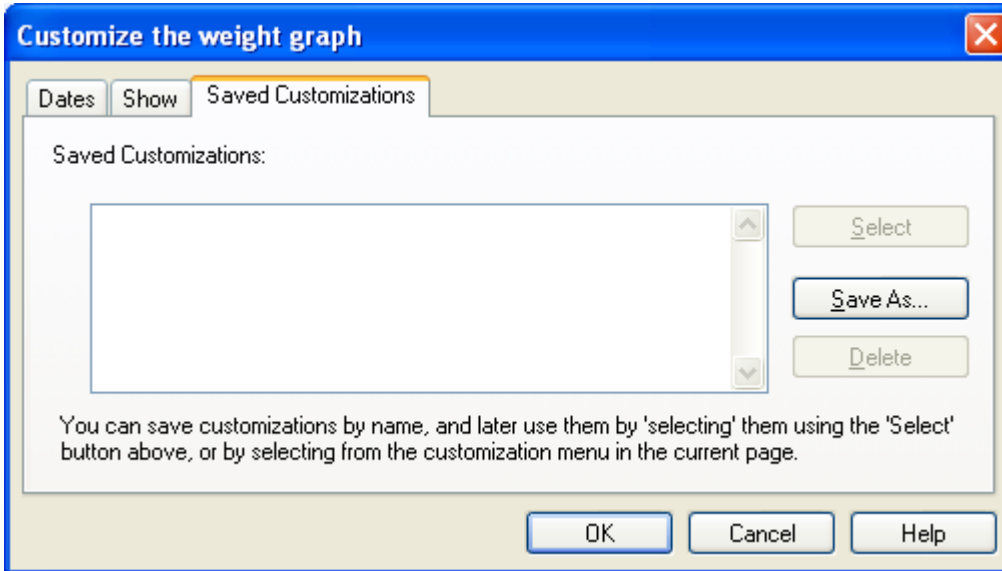 Customize the weight graph
Dates Show Saved Customizations
Saved Customizations:
Select
Save As...
Delete
You can save customizations by name, and later use them by 'selecting' them using the 'Select'
button above, or by selecting from the customization menu in the current page.
OK Cancel Help